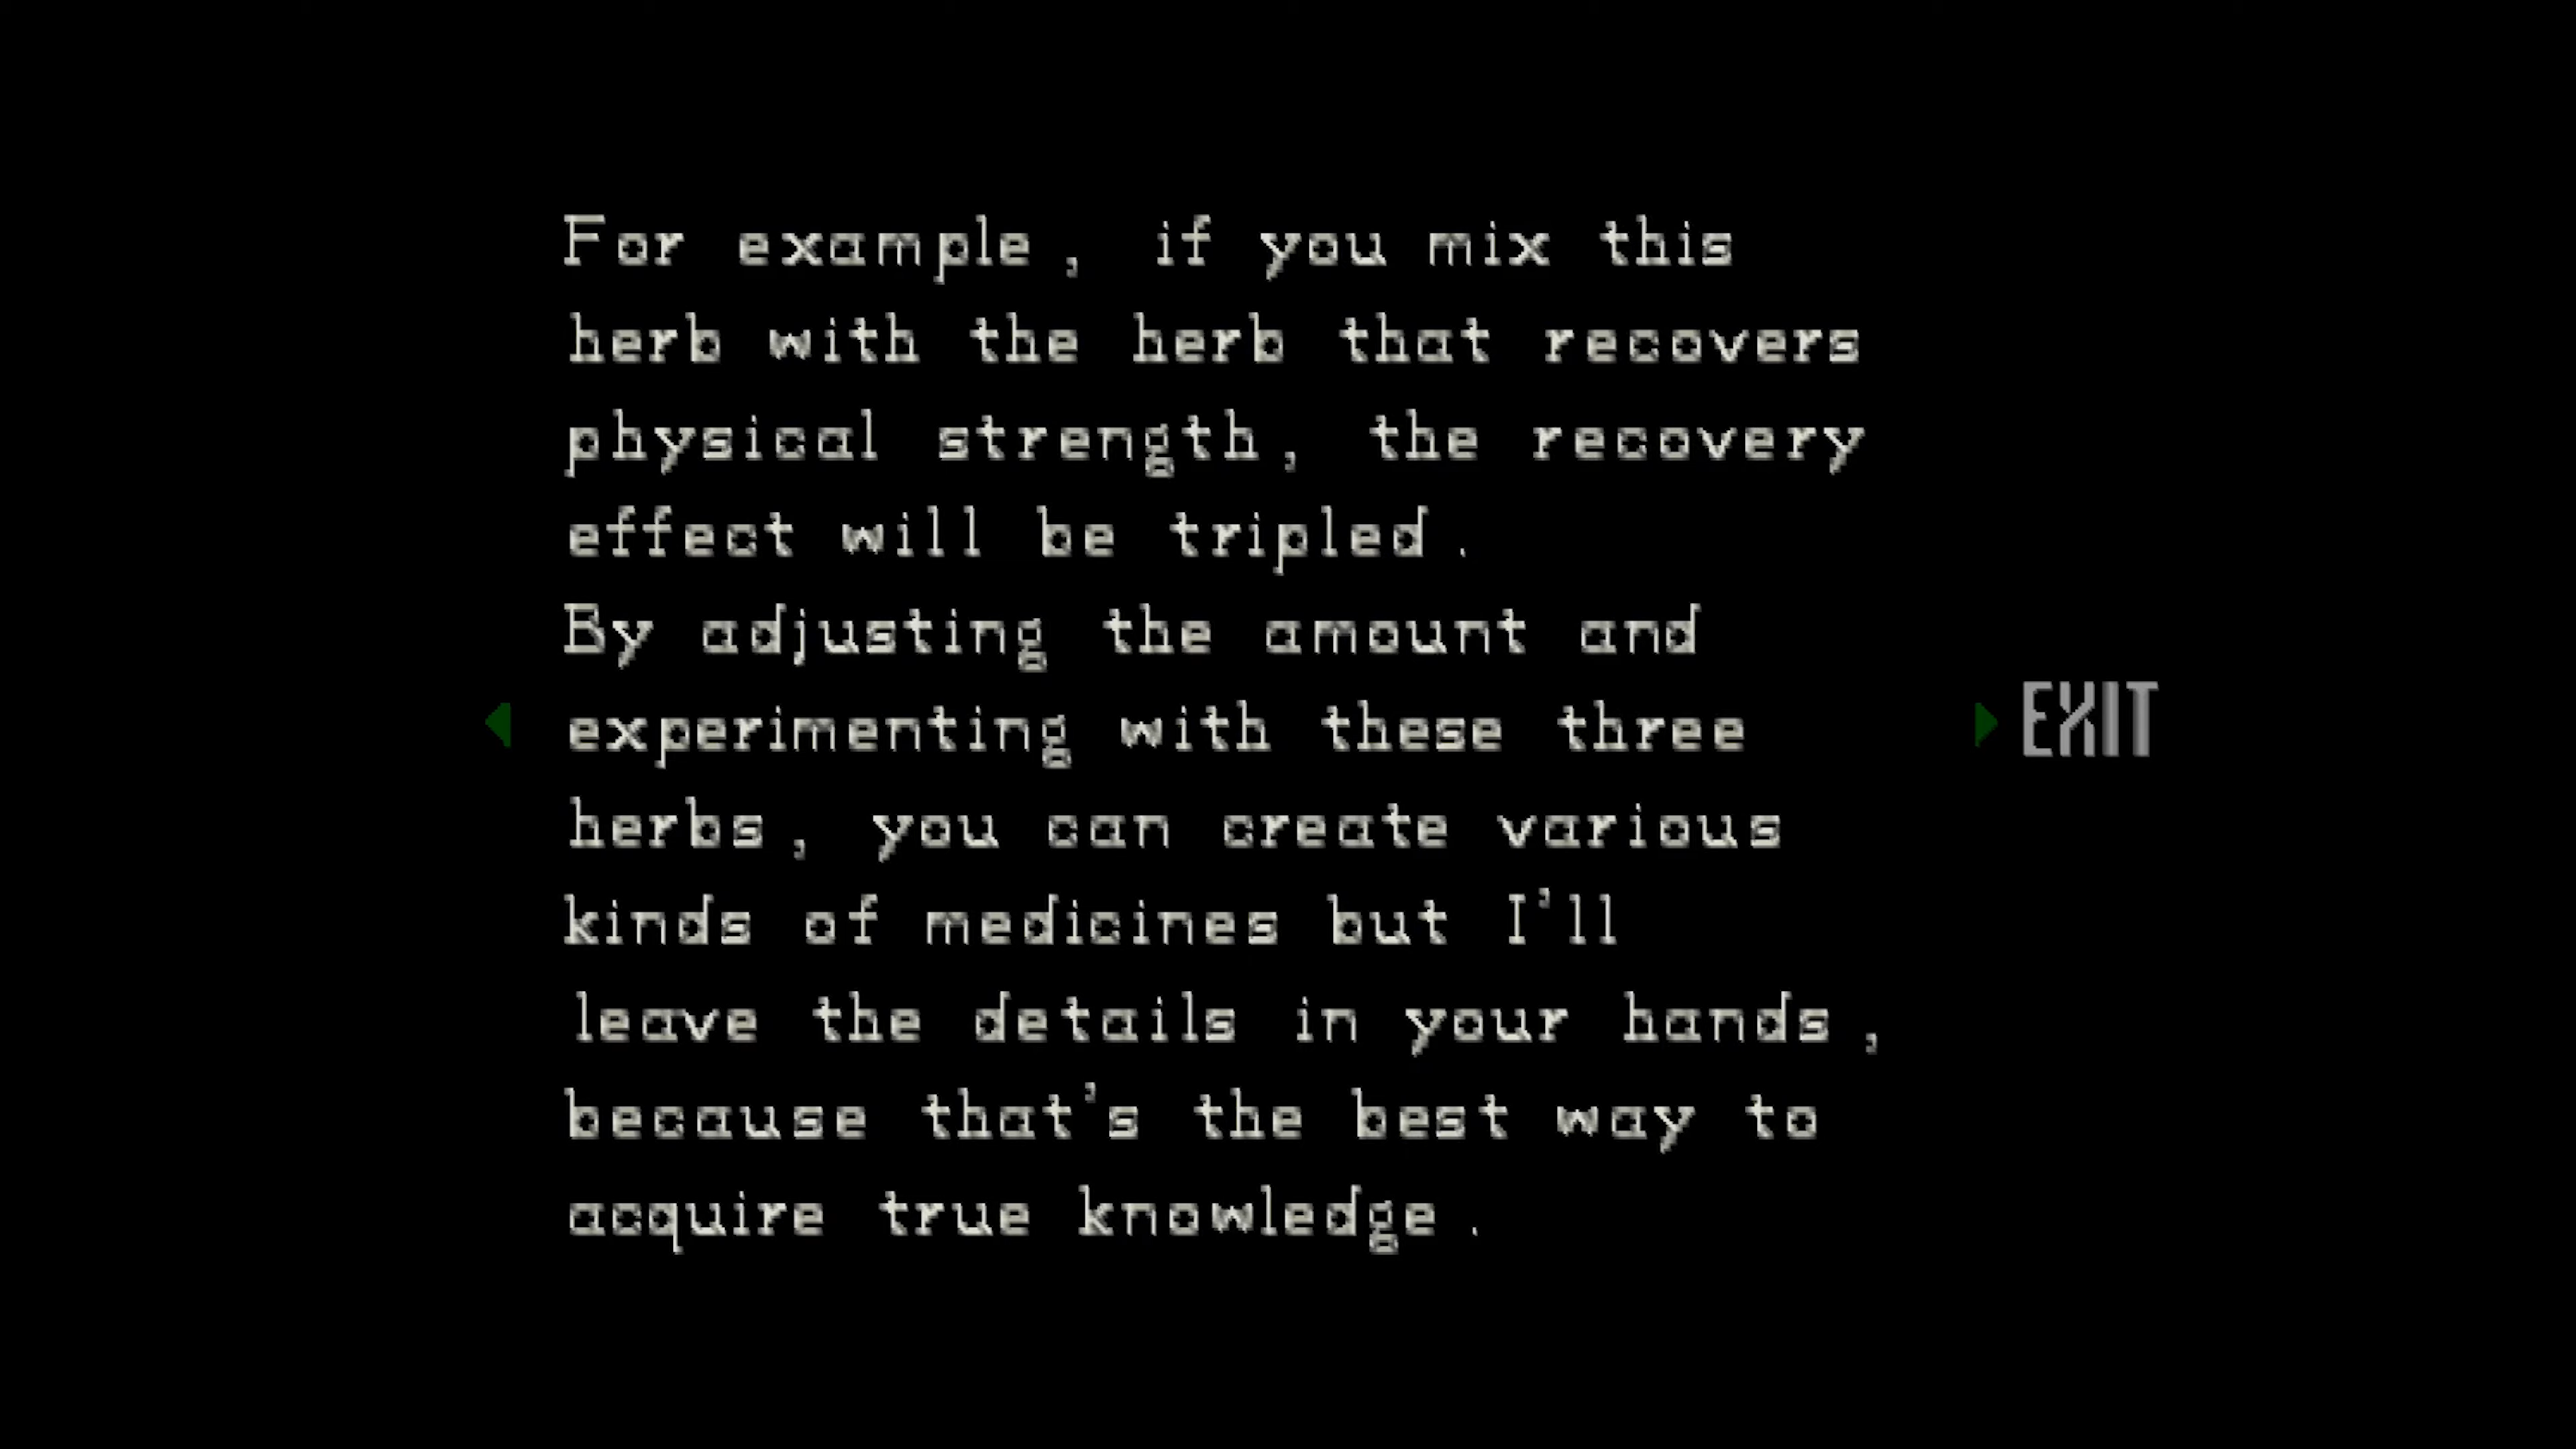 For example, if you mix this
herb with the herb that recovers
physical strength, the recovery
effect will be tripled.
By adjusting the amount and
experimenting with these three
herbs, you can create various
kinds of medicines but I'll
leave the details in your hands,
because that's the best way to
acquire true knowledge.
EXIT